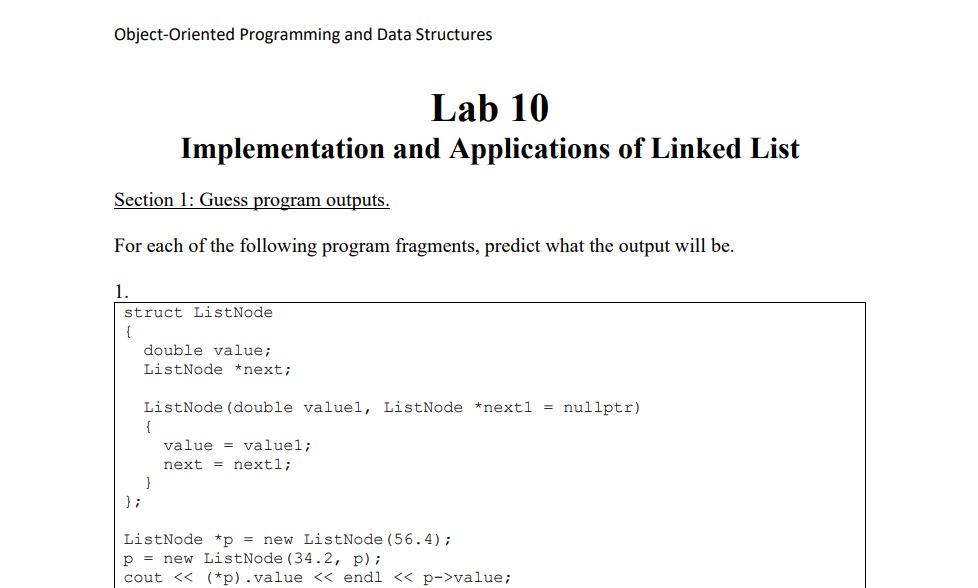 Object-Oriented Programming and Data Structures
Lab 10
Implementation and Applications of Linked List
Section 1: Guess program outputs.
For each of the following program fragments, predict what the output will be.
1.
struct ListNode
{
double value;
ListNode *next;
ListNode(double value1, ListNode *next1 = nullptr)
{
value = value1;
next = next1;
}
};
ListNode *p = new ListNode(56.4);
p = new ListNode(34.2, p);
cout << (*p).value << endl << p->value;